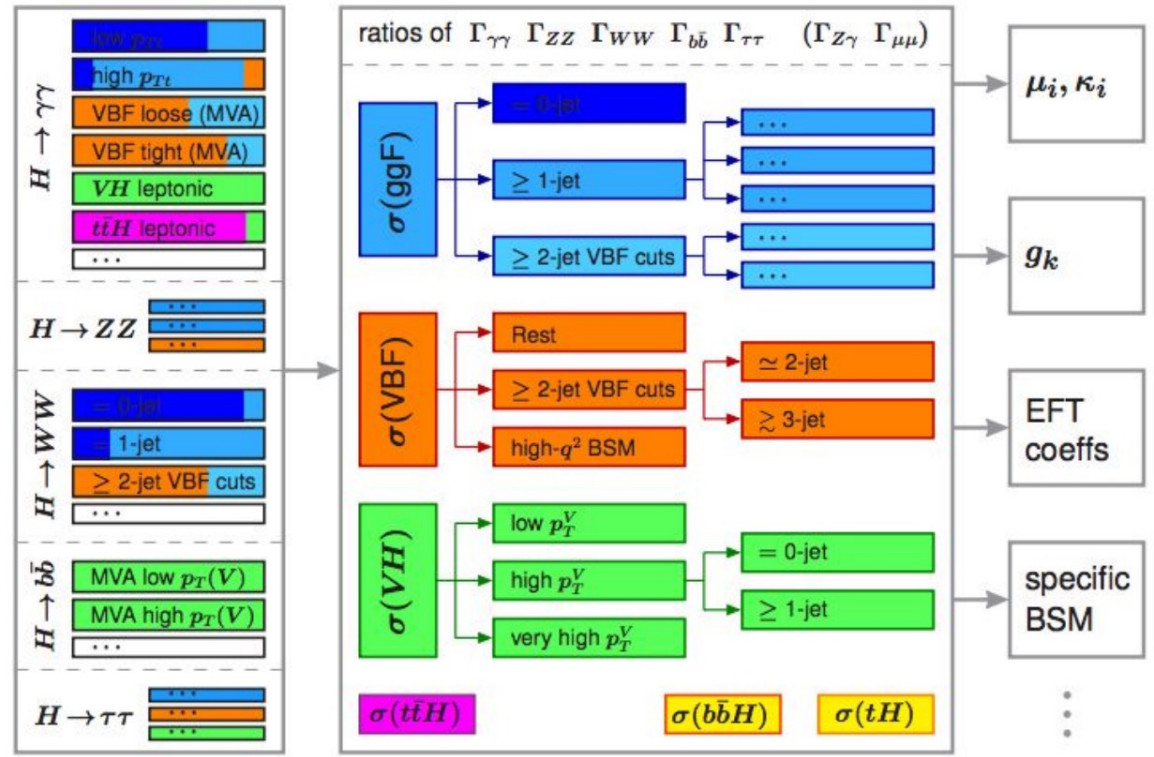 H → γγ
low pTt
high pTt
VBF loose (MVA)
VBF tight (MVA)
VH leptonic
tt̄H leptonic
...
H → ZZ
...
...
...
H → WW
= 0-jet
= 1-jet
≥ 2-jet VBF cuts
...
H → bb̄
MVA low pT(V)
MVA high pT(V)
...
H → ττ
...
...
...
ratios of Γγγ ΓZZ ΓWW Γbb̄ Γττ (ΓZγ Γμμ)
σ(ggF)
= 0-jet
≥ 1-jet
≥ 2-jet VBF cuts
...
...
...
...
...
σ(VBF)
Rest
≥ 2-jet VBF cuts
high-q² BSM
≃ 2-jet
≳ 3-jet
σ(VH)
low pTV
high pTV
very high pTV
= 0-jet
≥ 1-jet
σ(tt̄H)
σ(bb̄H)
σ(tH)
μi, κi
gk
EFT
coeffs
specific
BSM
⋮